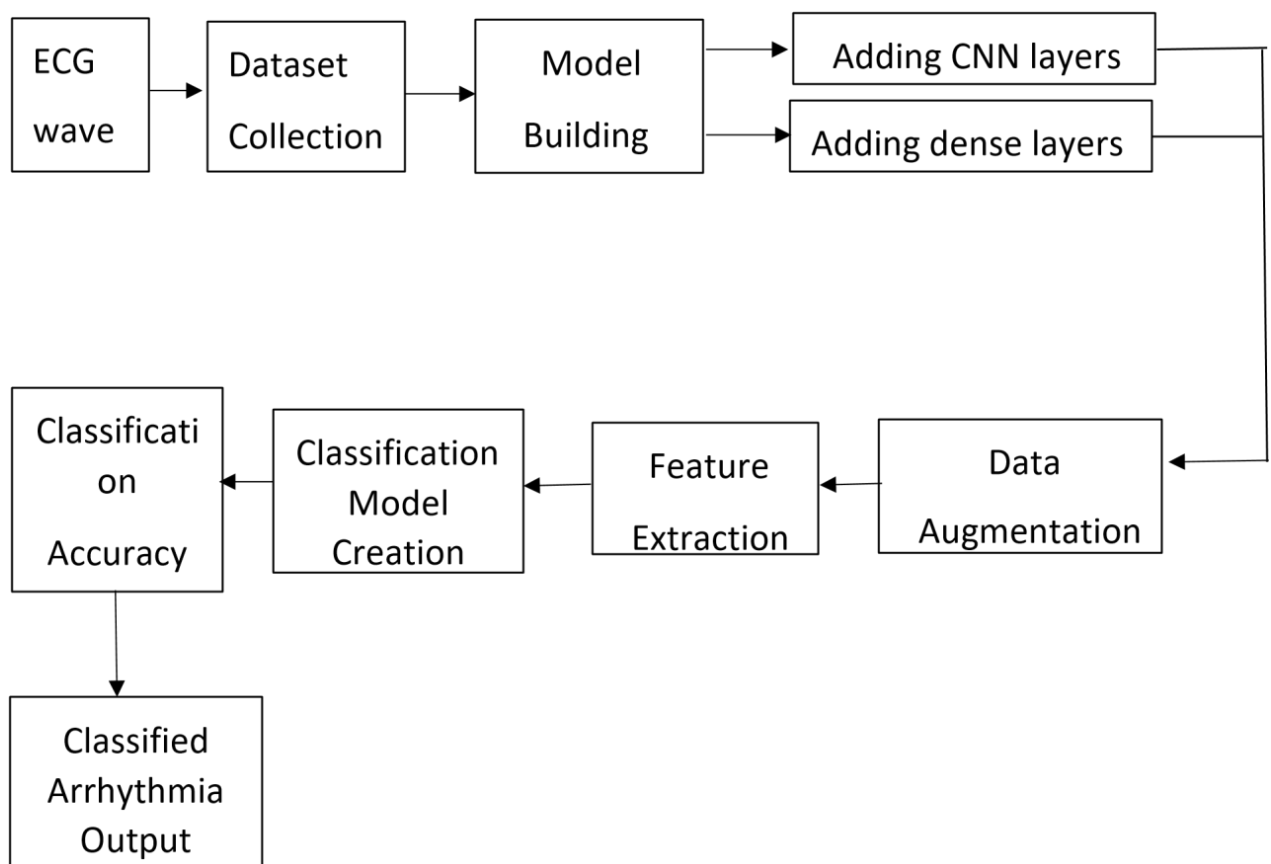 ECG
wave
Dataset
Collection
Model
Building
Adding CNN layers
Adding dense layers
Classificati
on
Accuracy
Classification
Model
Creation
Feature
Extraction
Data
Augmentation
Classified
Arrhythmia
Output